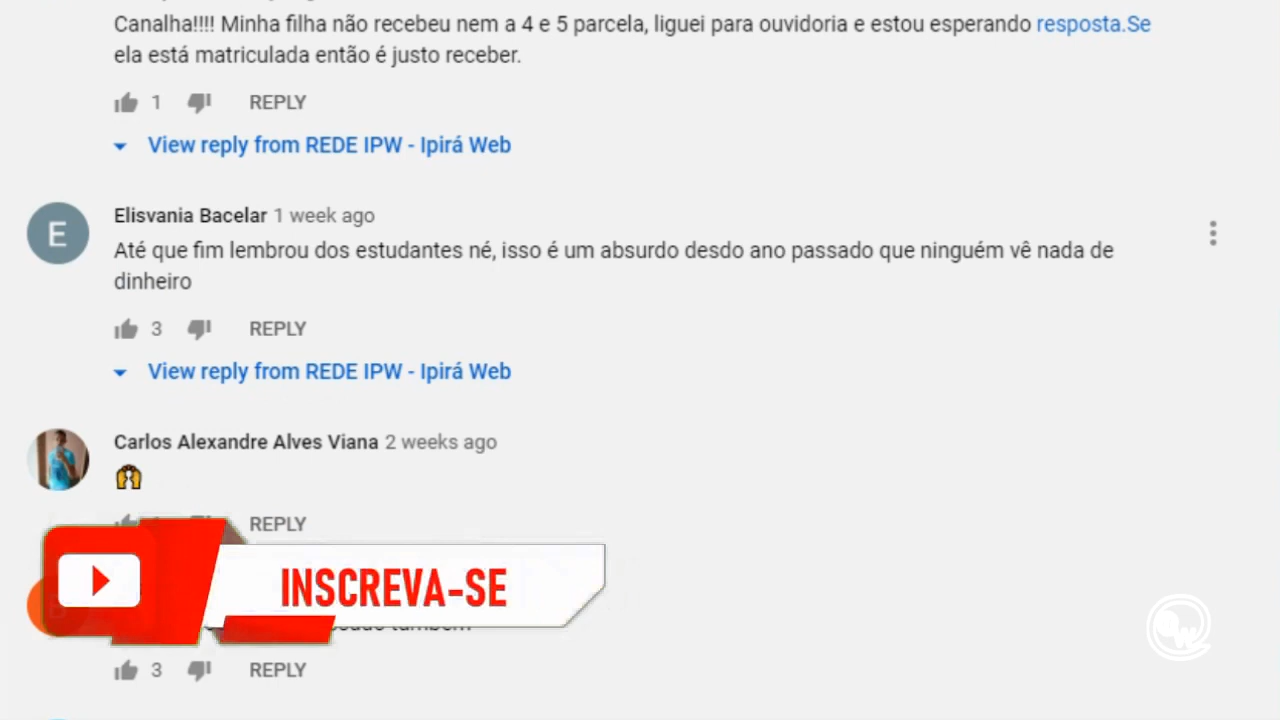 Canalha!!!! Minha filha não recebeu nem a 4 e 5 parcela, liguei para ouvidoria e estou esperando resposta.Se
ela está matriculada então é justo receber.
1 REPLY
View reply from REDE IPW - Ipirá Web
E
Elisvania Bacelar 1 week ago
Até que fim lembrou dos estudantes né, isso é um absurdo desdo ano passado que ninguém vê nada de
dinheiro
3 REPLY
View reply from REDE IPW - Ipirá Web
Carlos Alexandre Alves Viana 2 weeks ago
REPLY
INSCREVA-SE
também
3 REPLY